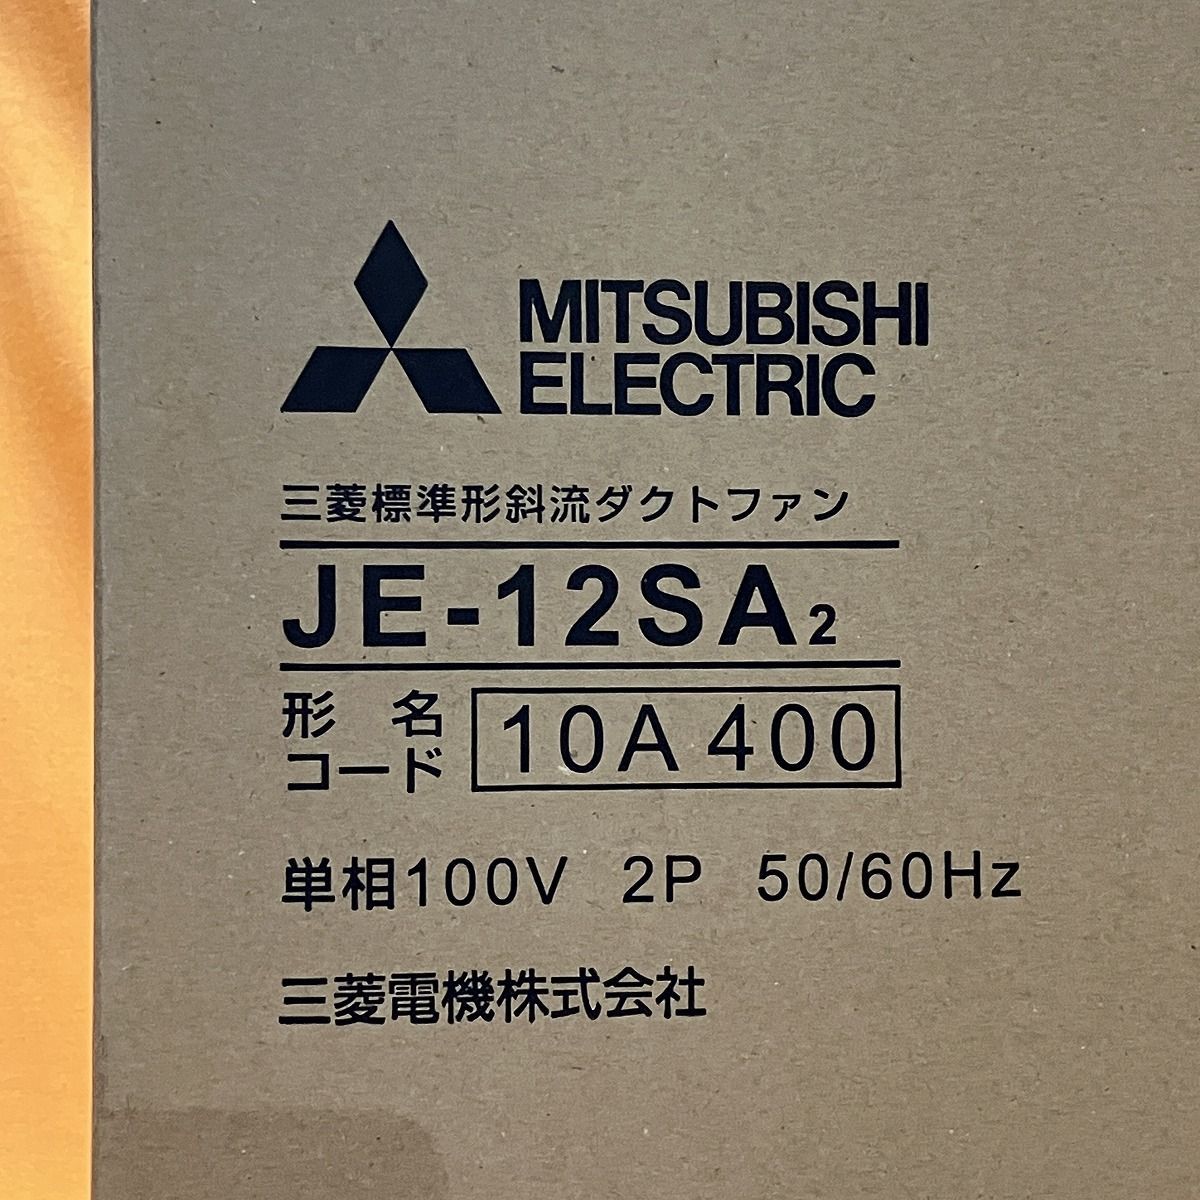 MITSUBISHI
ELECTRIC
三菱標準形斜流ダクトファン
JE-12SA2
形名
コード 10A400
単相100V 2P 50/60Hz
三菱電機株式会社